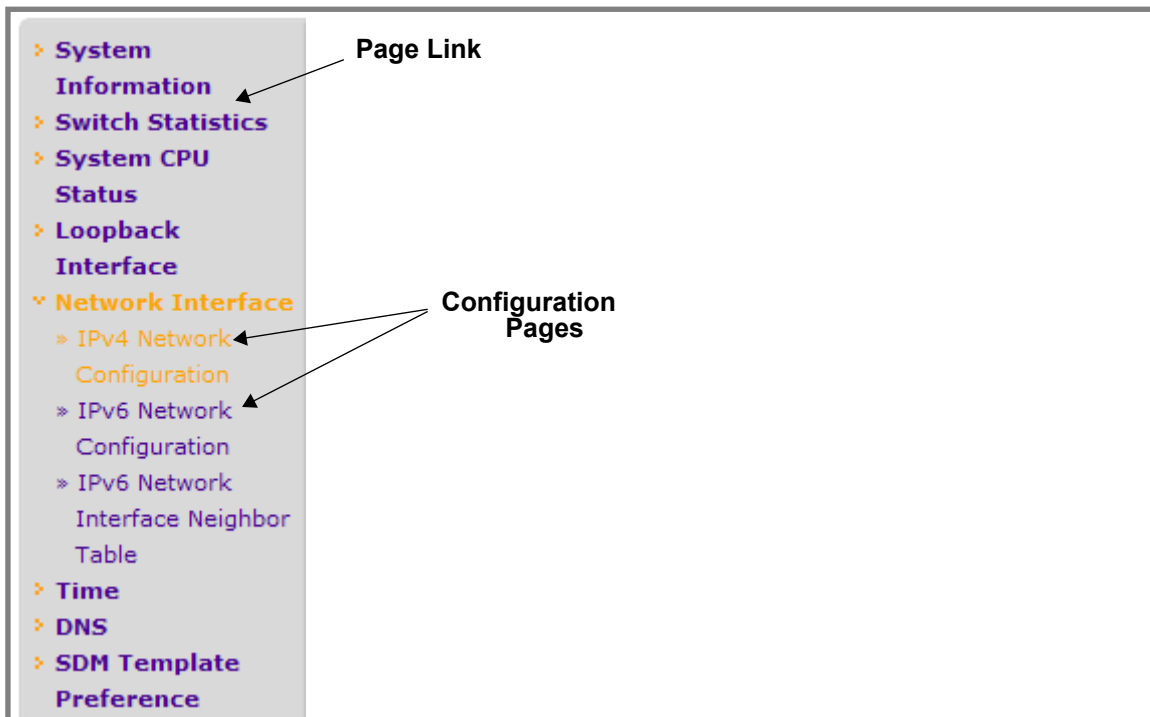 System
Information
Switch Statistics
System CPU
Status
Loopback
Interface
Network Interface
» IPv4 Network
Configuration
» IPv6 Network
Configuration
» IPv6 Network
Interface Neighbor
Table
Time
DNS
SDM Template
Preference
Page Link
Configuration
Pages